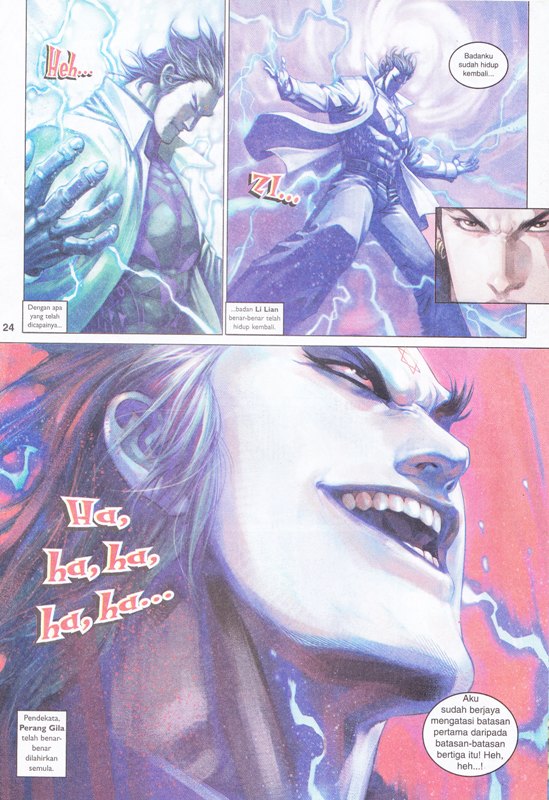 Heh...
Dengan apa
yang telah
dicapainya...
24
Badanku
sudah hidup
kembali...
ZI...
...badan Li Lian
benar-benar telah
hidup kembali.
Ha,
ha, ha,
ha, ha...
Pendekata,
Perang Gila
telah benar-
benar
dilahirkan
semula.
Aku
sudah berjaya
mengatasi batasan
pertama daripada
batasan-batasan
bertiga itu! Heh,
heh...!